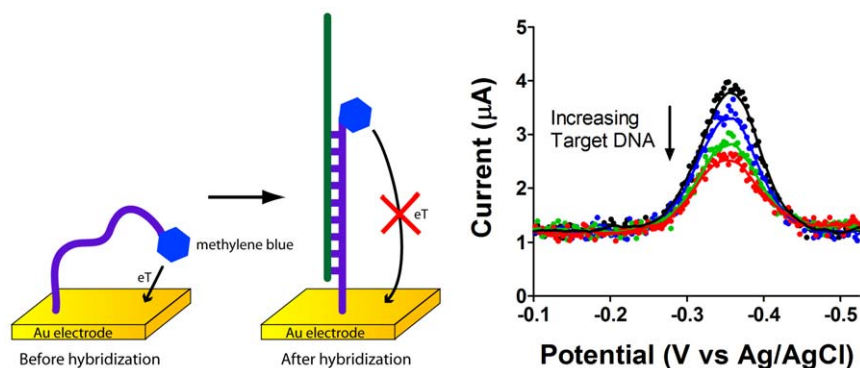 eT
methylene blue
Au electrode
Before hybridization
eT
Au electrode
After hybridization
Current (μA)
5
4
3
2
1
0
Increasing
Target DNA
-0.1
-0.2
-0.3
-0.4
-0.5
Potential (V vs Ag/AgCl)